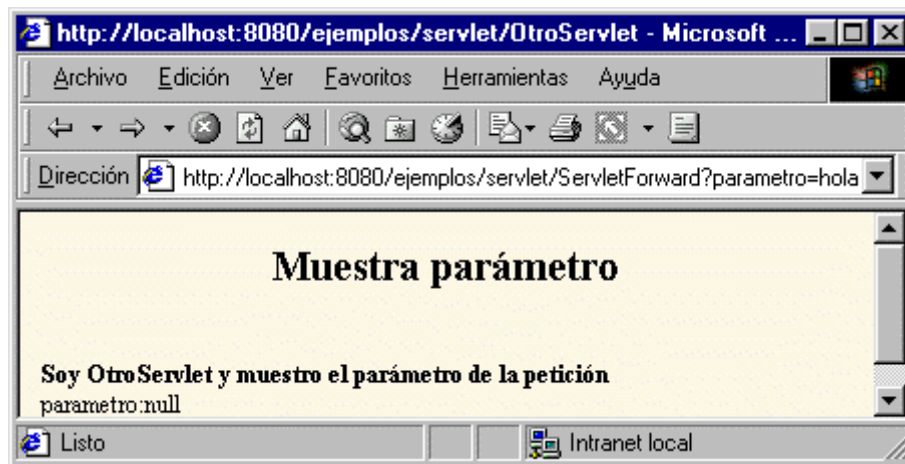 http://localhost:8080/ejemplos/servlet/OtroServlet - Microsoft ...
Archivo Edición Ver Favoritos Herramientas Ayuda
Dirección http://localhost:8080/ejemplos/servlet/ServletForward?parametro=hola
Muestra parámetro
Soy OtroServlet y muestro el parámetro de la petición
parametro:null
Listo Intranet local